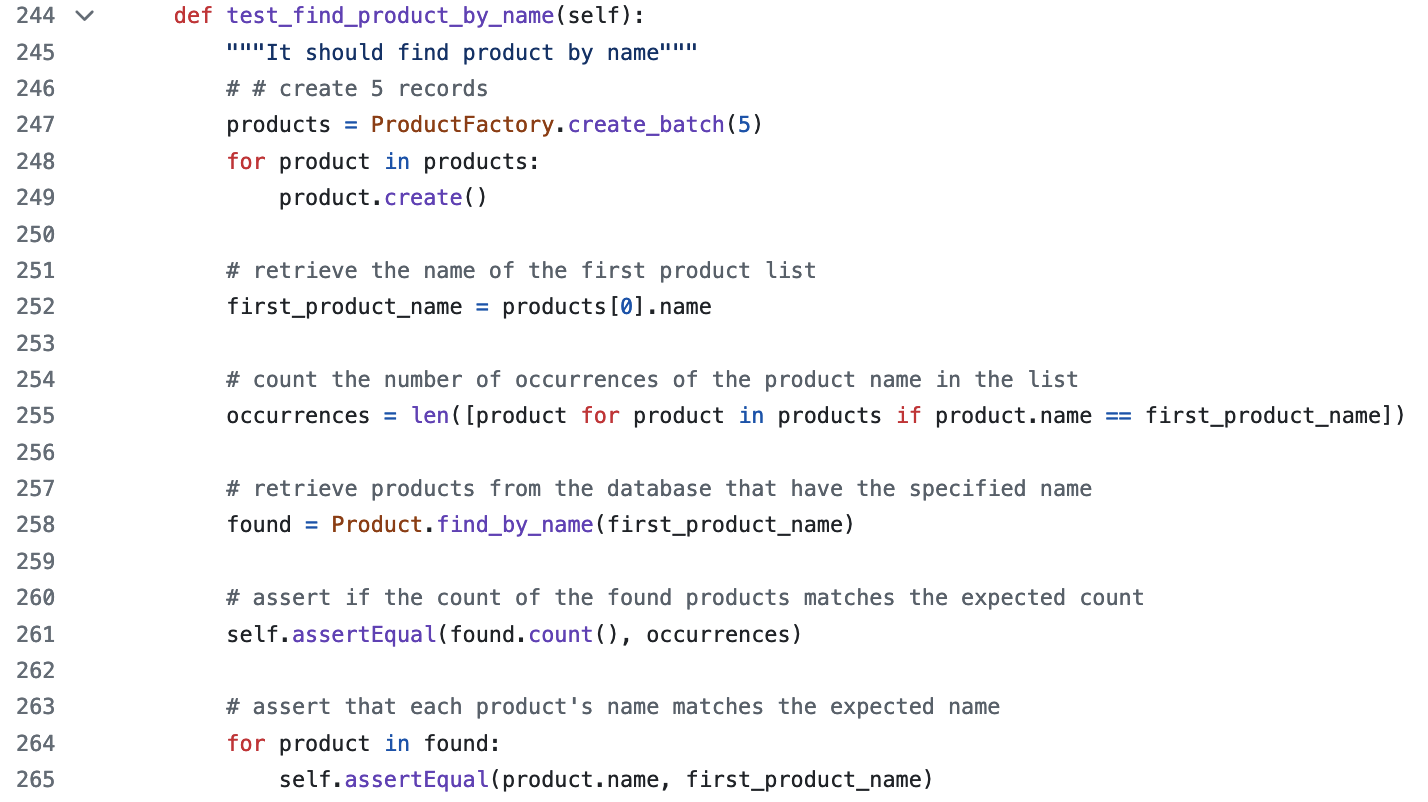 244 def test_find_product_by_name(self):
245 """It should find product by name"""
246 # # create 5 records
247 products = ProductFactory.create_batch(5)
248 for product in products:
249 product.create()
250
251 # retrieve the name of the first product list
252 first_product_name = products[0].name
253
254 # count the number of occurrences of the product name in the list
255 occurrences = len([product for product in products if product.name == first_product_name])
256
257 # retrieve products from the database that have the specified name
258 found = Product.find_by_name(first_product_name)
259
260 # assert if the count of the found products matches the expected count
261 self.assertEqual(found.count(), occurrences)
262
263 # assert that each product's name matches the expected name
264 for product in found:
265 self.assertEqual(product.name, first_product_name)